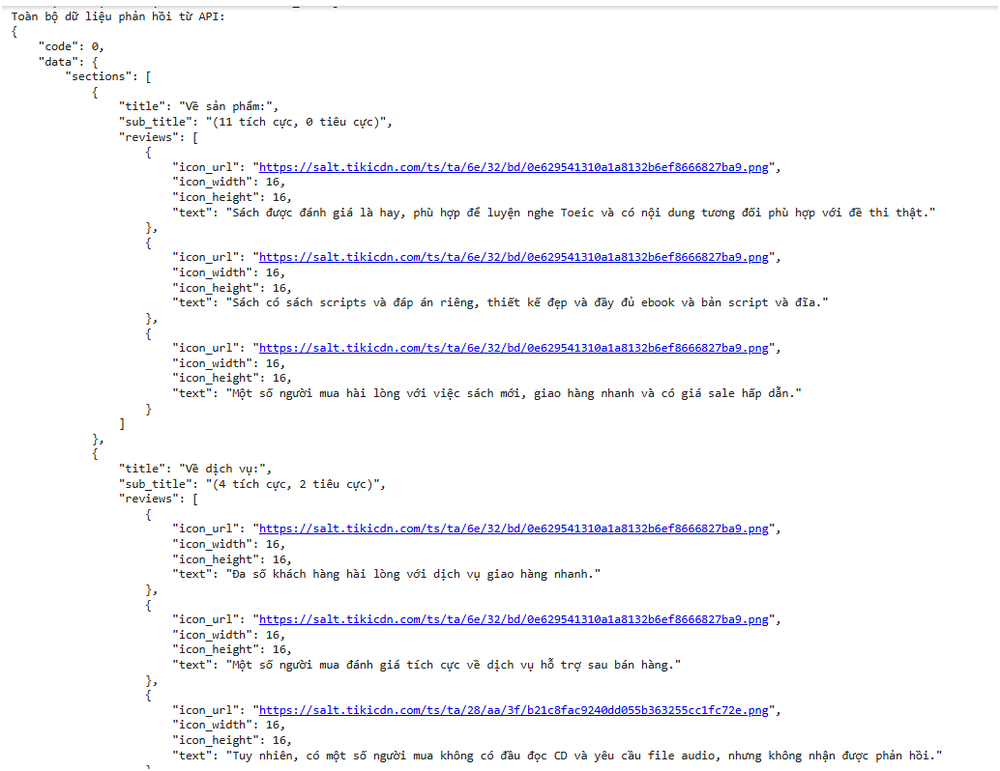 Toàn bộ dữ liệu phản hồi từ API:
{
    "code": 0,
    "data": {
        "sections": [
            {
                "title": "Về sản phẩm:",
                "sub_title": "(11 tích cực, 0 tiêu cực)",
                "reviews": [
                    {
                        "icon_url": "https://salt.tikicdn.com/ts/ta/6e/32/bd/0e629541310a1a8132b6ef8666827ba9.png",
                        "icon_width": 16,
                        "icon_height": 16,
                        "text": "Sách được đánh giá là hay, phù hợp để luyện nghe Toeic và có nội dung tương đối phù hợp với đề thi thật."
                    },
                    {
                        "icon_url": "https://salt.tikicdn.com/ts/ta/6e/32/bd/0e629541310a1a8132b6ef8666827ba9.png",
                        "icon_width": 16,
                        "icon_height": 16,
                        "text": "Sách có sách scripts và đáp án riêng, thiết kế đẹp và đầy đủ ebook và bản script và đĩa."
                    },
                    {
                        "icon_url": "https://salt.tikicdn.com/ts/ta/6e/32/bd/0e629541310a1a8132b6ef8666827ba9.png",
                        "icon_width": 16,
                        "icon_height": 16,
                        "text": "Một số người mua hài lòng với việc sách mới, giao hàng nhanh và có giá sale hấp dẫn."
                    }
                ]
            },
            {
                "title": "Về dịch vụ:",
                "sub_title": "(4 tích cực, 2 tiêu cực)",
                "reviews": [
                    {
                        "icon_url": "https://salt.tikicdn.com/ts/ta/6e/32/bd/0e629541310a1a8132b6ef8666827ba9.png",
                        "icon_width": 16,
                        "icon_height": 16,
                        "text": "Đa số khách hàng hài lòng với dịch vụ giao hàng nhanh."
                    },
                    {
                        "icon_url": "https://salt.tikicdn.com/ts/ta/6e/32/bd/0e629541310a1a8132b6ef8666827ba9.png",
                        "icon_width": 16,
                        "icon_height": 16,
                        "text": "Một số người mua đánh giá tích cực về dịch vụ hỗ trợ sau bán hàng."
                    },
                    {
                        "icon_url": "https://salt.tikicdn.com/ts/ta/28/aa/3f/b21c8fac9240dd055b363255cc1fc72e.png",
                        "icon_width": 16,
                        "icon_height": 16,
                        "text": "Tuy nhiên, có một số người mua không có đầu đọc CD và yêu cầu file audio, nhưng không nhận được phản hồi."